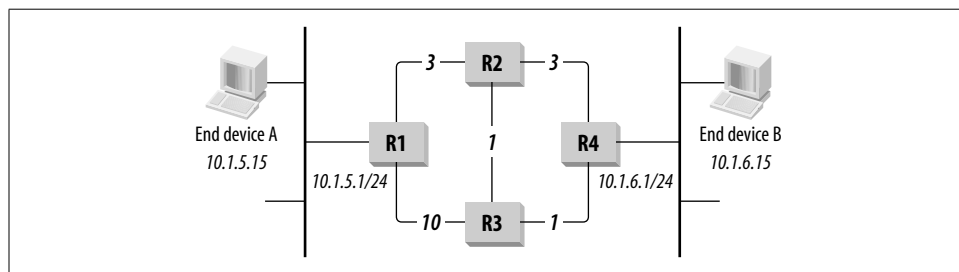 3 R2 3
End device A
10.1.5.15
R1
1
R4
End device B
10.1.6.15
10.1.5.1/24
10.1.6.1/24
10 R3 1